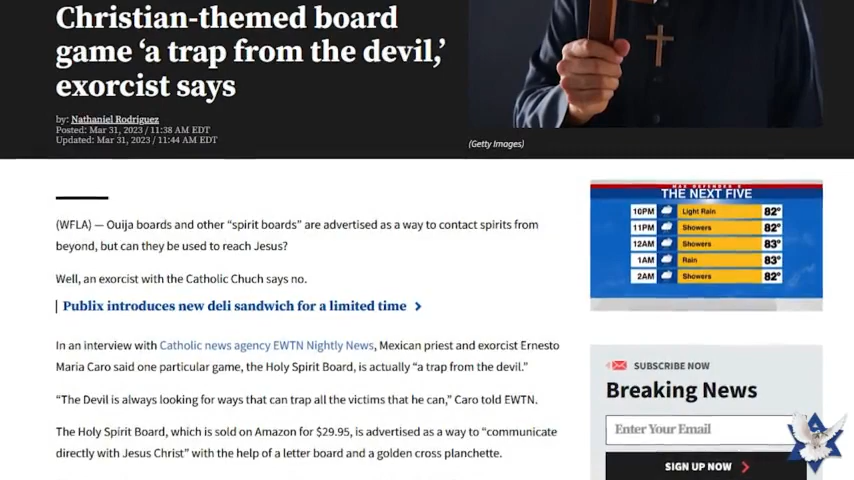 Christian-themed board
game ‘a trap from the devil,’
exorcist says
by: Nathaniel Rodriguez
Posted: Mar 31, 2023 / 11:38 AM EDT
Updated: Mar 31, 2023 / 11:44 AM EDT
(Getty Images)
(WFLA) — Ouija boards and other “spirit boards” are advertised as a way to contact spirits from
beyond, but can they be used to reach Jesus?
Well, an exorcist with the Catholic Chuch says no.
Publix introduces new deli sandwich for a limited time
In an interview with Catholic news agency EWTN Nightly News, Mexican priest and exorcist Ernesto
Maria Caro said one particular game, the Holy Spirit Board, is actually “a trap from the devil.”
“The Devil is always looking for ways that can trap all the victims that he can,” Caro told EWTN.
The Holy Spirit Board, which is sold on Amazon for $29.95, is advertised as a way to “communicate
directly with Jesus Christ” with the help of a letter board and a golden cross planchette.
MAX DEFENDER 8
THE NEXT FIVE
10PM Light Rain 82°
11PM Showers 82°
12AM Showers 83°
1AM Rain 83°
2AM Showers 82°
SUBSCRIBE NOW
Breaking News
Enter Your Email
SIGN UP NOW